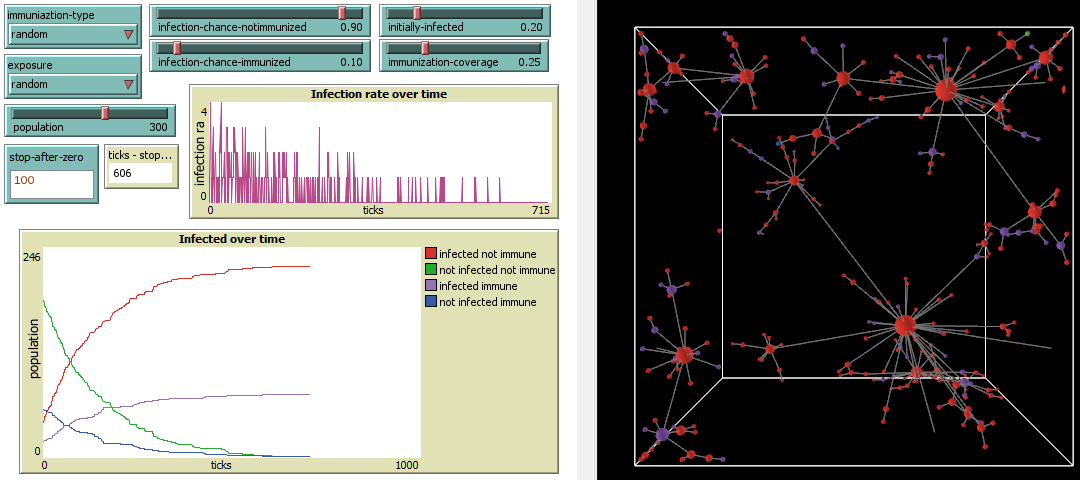 immuniaztion-type
random
exposure
random
population 300
stop-after-zero
100
ticks - stop...
606
infection-chance-notimmunized 0.90
initially-infected 0.20
infection-chance-immunized 0.10
immunization-coverage 0.25
Infection rate over time
4
infection ra
0
0 ticks 715
Infected over time
246
population
0
0 ticks 1000
infected not immune
not infected not immune
infected immune
not infected immune